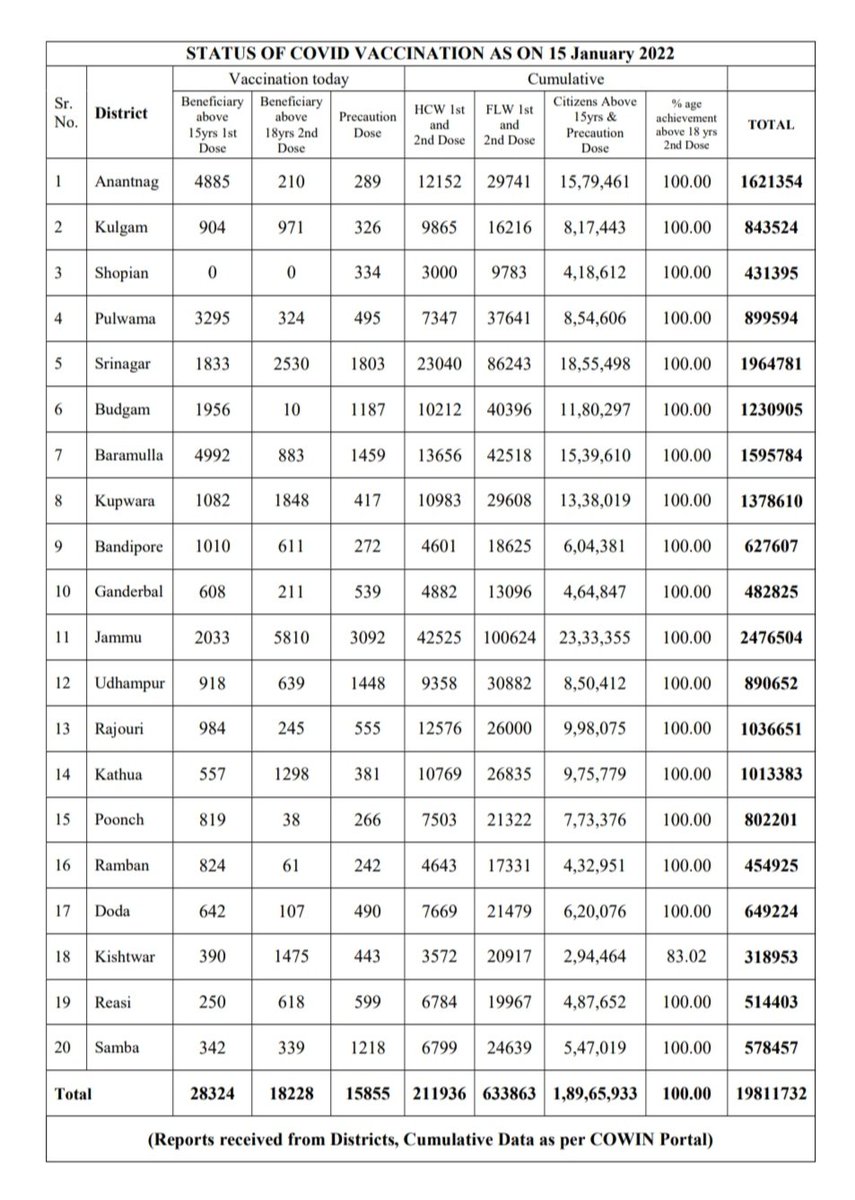 STATUS OF COVID VACCINATION AS ON 15 January 2022
Sr. No. District Vaccination today Cumulative
Beneficiary above 15yrs 1st Dose Beneficiary above 18yrs 2nd Dose Precaution Dose HCW 1st and 2nd Dose FLW 1st and 2nd Dose Citizens Above 15yrs & Precaution Dose % age achievement above 18 yrs 2nd Dose TOTAL
1 Anantnag 4885 210 289 12152 29741 15,79,461 100.00 1621354
2 Kulgam 904 971 326 9865 16216 8,17,443 100.00 843524
3 Shopian 0 0 334 3000 9783 4,18,612 100.00 431395
4 Pulwama 3295 324 495 7347 37641 8,54,606 100.00 899594
5 Srinagar 1833 2530 1803 23040 86243 18,55,498 100.00 1964781
6 Budgam 1956 10 1187 10212 40396 11,80,297 100.00 1230905
7 Baramulla 4992 883 1459 13656 42518 15,39,610 100.00 1595784
8 Kupwara 1082 1848 417 10983 29608 13,38,019 100.00 1378610
9 Bandipore 1010 611 272 4601 18625 6,04,381 100.00 627607
10 Ganderbal 608 211 539 4882 13096 4,64,847 100.00 482825
11 Jammu 2033 5810 3092 42525 100624 23,33,355 100.00 2476504
12 Udhampur 918 639 1448 9358 30882 8,50,412 100.00 890652
13 Rajouri 984 245 555 12576 26000 9,98,075 100.00 1036651
14 Kathua 557 1298 381 10769 26835 9,75,779 100.00 1013383
15 Poonch 819 38 266 7503 21322 7,73,376 100.00 802201
16 Ramban 824 61 242 4643 17331 4,32,951 100.00 454925
17 Doda 642 107 490 7669 21479 6,20,076 100.00 649224
18 Kishtwar 390 1475 443 3572 20917 2,94,464 83.02 318953
19 Reasi 250 618 599 6784 19967 4,87,652 100.00 514403
20 Samba 342 339 1218 6799 24639 5,47,019 100.00 578457
Total 28324 18228 15855 211936 633863 1,89,65,933 100.00 19811732
(Reports received from Districts, Cumulative Data as per COWIN Portal)